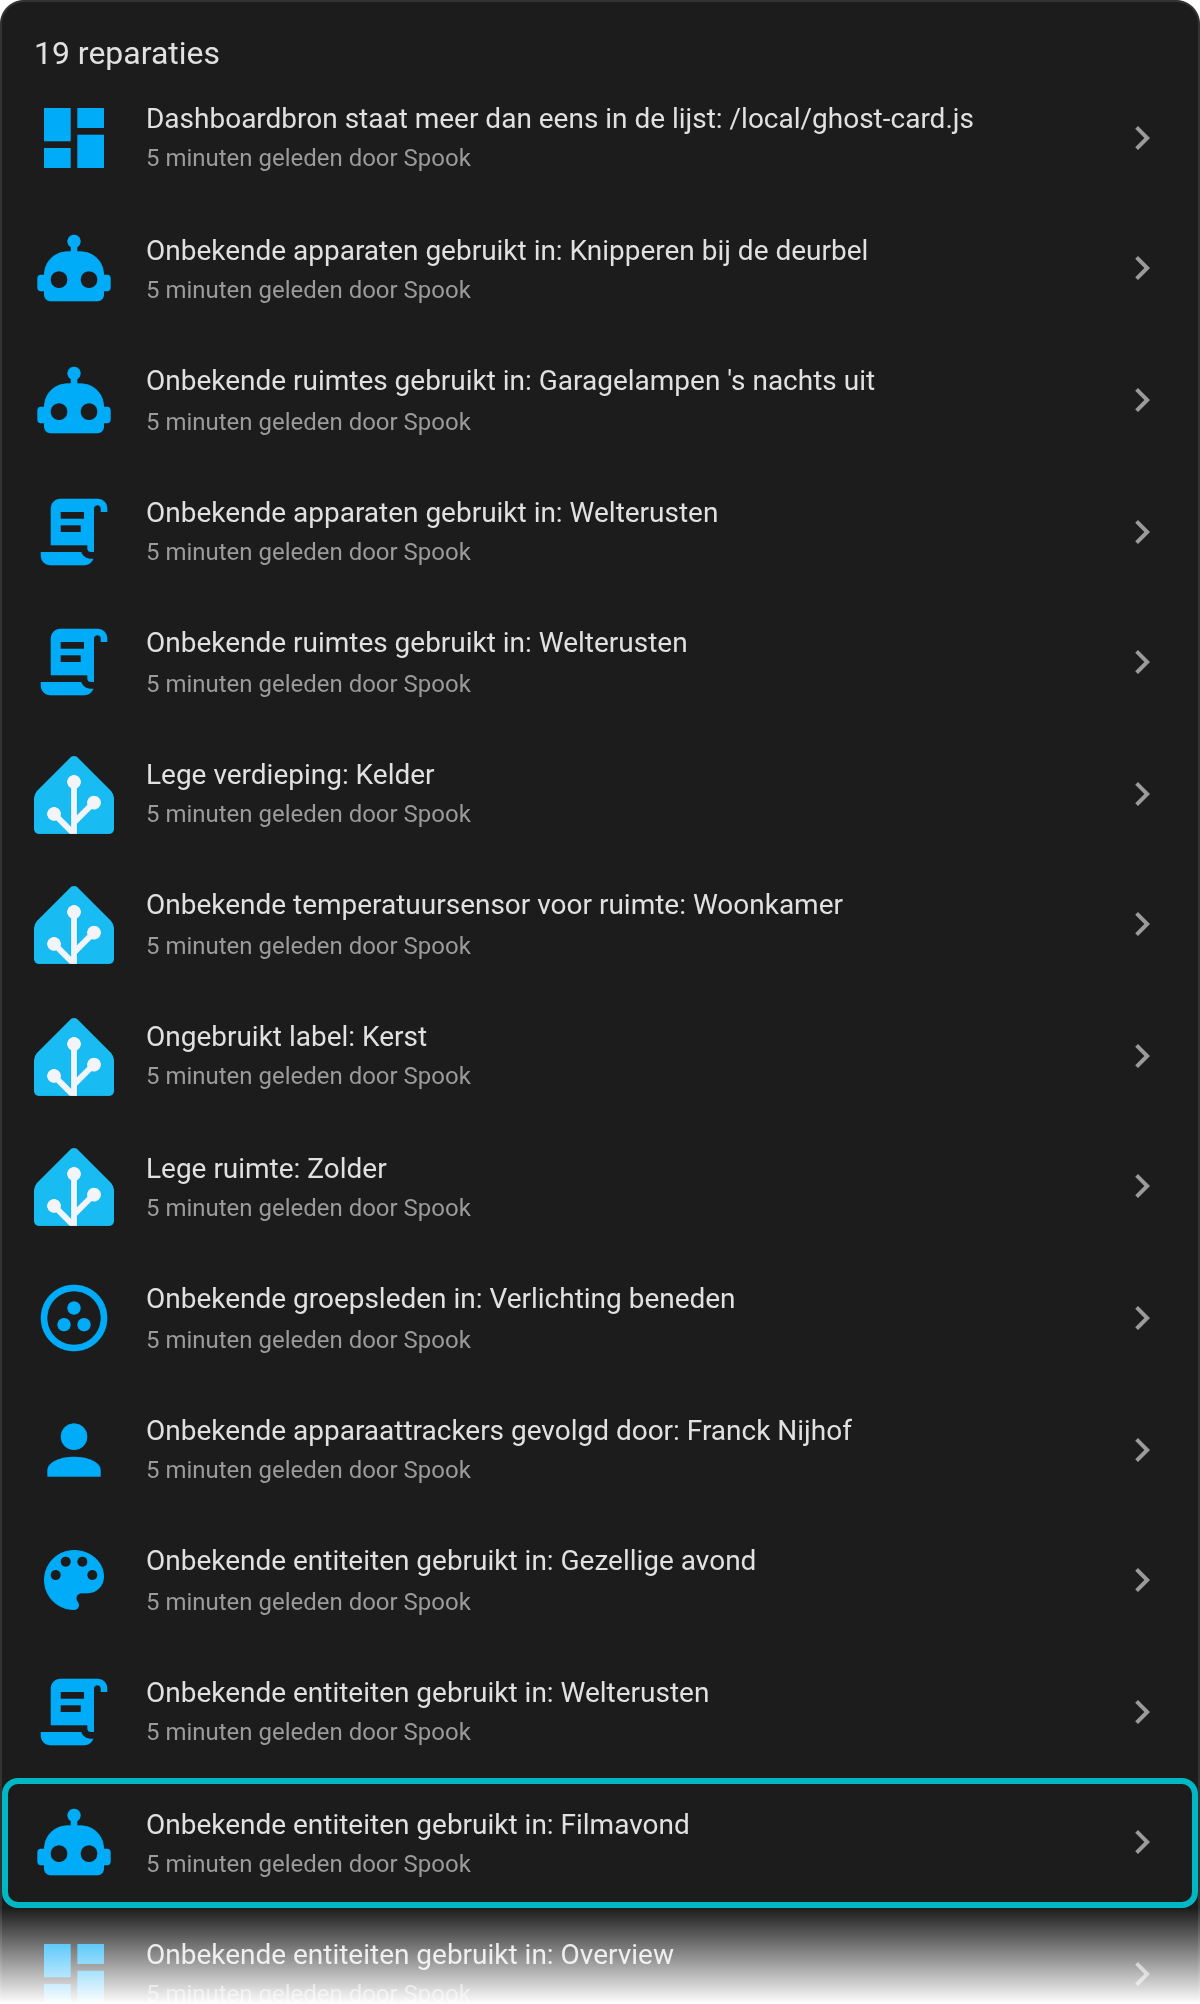 19 reparaties
Dashboardbron staat meer dan eens in de lijst: /local/ghost-card.js
5 minuten geleden door Spook
Onbekende apparaten gebruikt in: Knipperen bij de deurbel
5 minuten geleden door Spook
Onbekende ruimtes gebruikt in: Garagelampen 's nachts uit
5 minuten geleden door Spook
Onbekende apparaten gebruikt in: Welterusten
5 minuten geleden door Spook
Onbekende ruimtes gebruikt in: Welterusten
5 minuten geleden door Spook
Lege verdieping: Kelder
5 minuten geleden door Spook
Onbekende temperatuursensor voor ruimte: Woonkamer
5 minuten geleden door Spook
Ongebruikt label: Kerst
5 minuten geleden door Spook
Lege ruimte: Zolder
5 minuten geleden door Spook
Onbekende groepsleden in: Verlichting beneden
5 minuten geleden door Spook
Onbekende apparaattrackers gevolgd door: Franck Nijhof
5 minuten geleden door Spook
Onbekende entiteiten gebruikt in: Gezellige avond
5 minuten geleden door Spook
Onbekende entiteiten gebruikt in: Welterusten
5 minuten geleden door Spook
Onbekende entiteiten gebruikt in: Filmavond
5 minuten geleden door Spook
Onbekende entiteiten gebruikt in: Overview
5 minuten geleden door Spook